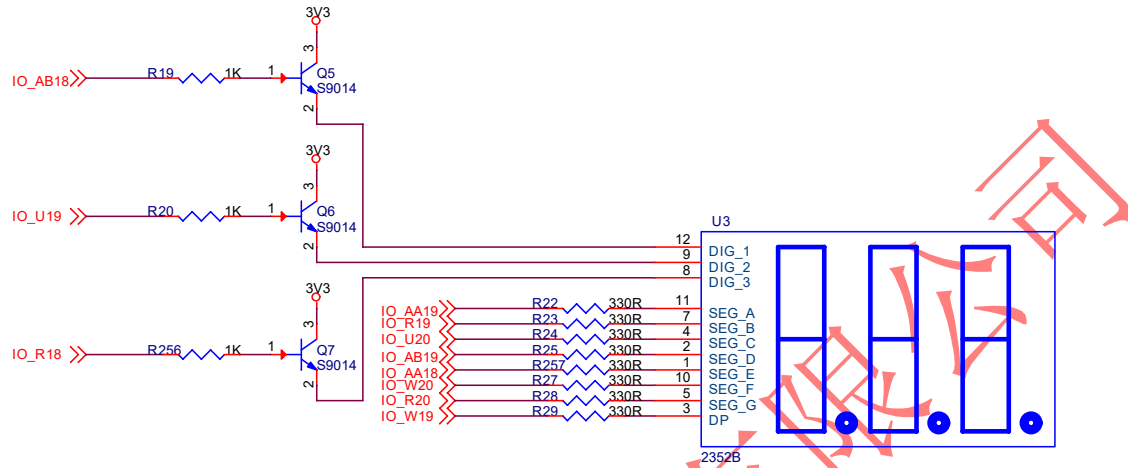 3V3
3
IO_AB18
R19
1K
1
Q5
S9014
2
3V3
3
IO_U19
R20
1K
1
Q6
S9014
2
3V3
3
IO_R18
R256
1K
1
Q7
S9014
2
U3
12
DIG_1
9
DIG_2
8
DIG_3
IO_AA19
R22
330R
11
SEG_A
IO_R19
R23
330R
7
SEG_B
IO_U20
R24
330R
4
SEG_C
IO_AB19
R25
330R
2
SEG_D
IO_AA18
R257
330R
1
SEG_E
IO_W20
R27
330R
10
SEG_F
IO_R20
R28
330R
5
SEG_G
IO_W19
R29
330R
3
DP
2352B
限公司